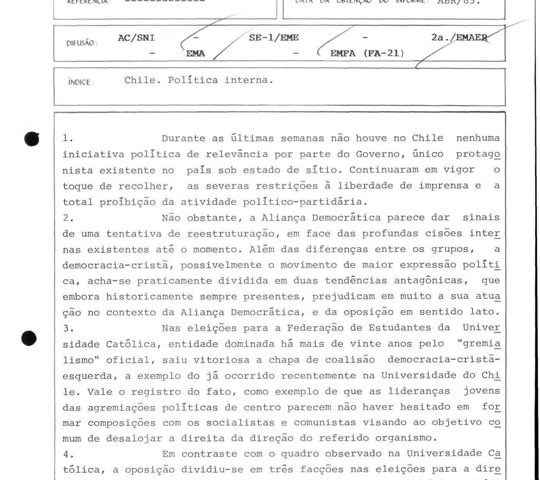 REFERÊNCIA: -------------
DATA DA OBTENÇÃO DO INFORME: ABR/85.
DIFUSÃO: AC/SNI - SE-1/EME - 2a./EMAER
- EMA - EMFA (FA-21)
ÍNDICE: Chile. Política interna.
1. Durante as últimas semanas não houve no Chile nenhuma
iniciativa política de relevância por parte do Governo, único protago
nista existente no país sob estado de sítio. Continuaram em vigor o
toque de recolher, as severas restrições à liberdade de imprensa e a
total proibição da atividade político-partidária.
2. Não obstante, a Aliança Democrática parece dar sinais
de uma tentativa de reestruturação, em face das profundas cisões inter
nas existentes até o momento. Além das diferenças entre os grupos, a
democracia-cristã, possivelmente o movimento de maior expressão políti
ca, acha-se praticamente dividida em duas tendências antagônicas, que
embora historicamente sempre presentes, prejudicam em muito a sua atua
ção no contexto da Aliança Democrática, e da oposição em sentido lato.
3. Nas eleições para a Federação de Estudantes da Univer
sidade Católica, entidade dominada há mais de vinte anos pelo "gremia
lismo" oficial, saiu vitoriosa a chapa de coalisão democracia-cristã-
esquerda, a exemplo do já ocorrido recentemente na Universidade do Chi
le. Vale o registro do fato, como exemplo de que as lideranças jovens
das agremiações políticas de centro parecem não haver hesitado em for
mar composições com os socialistas e comunistas visando ao objetivo co
mum de desalojar a direita da direção do referido organismo.
4. Em contraste com o quadro observado na Universidade Ca
tólica, a oposição dividiu-se em três facções nas eleições para a dire